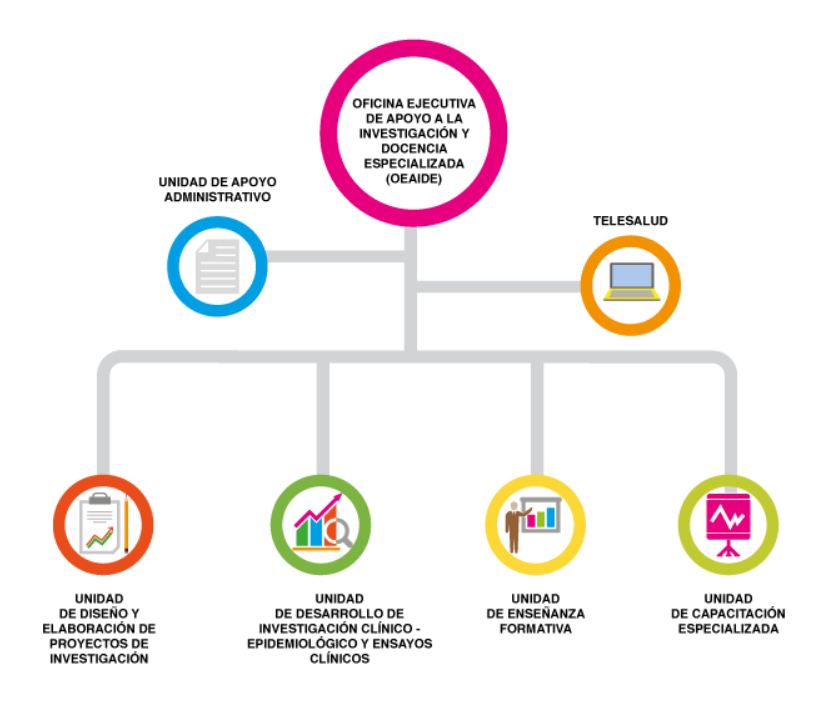 OFICINA EJECUTIVA
DE APOYO A LA
INVESTIGACIÓN Y
DOCENCIA
ESPECIALIZADA
(OEAIDE)
UNIDAD DE APOYO
ADMINISTRATIVO
TELESALUD
UNIDAD
DE DISEÑO Y
ELABORACIÓN DE
PROYECTOS DE
INVESTIGACIÓN
UNIDAD
DE DESARROLLO DE
INVESTIGACIÓN CLÍNICO -
EPIDEMIOLÓGICO Y ENSAYOS
CLÍNICOS
UNIDAD
DE ENSEÑANZA
FORMATIVA
UNIDAD
DE CAPACITACIÓN
ESPECIALIZADA